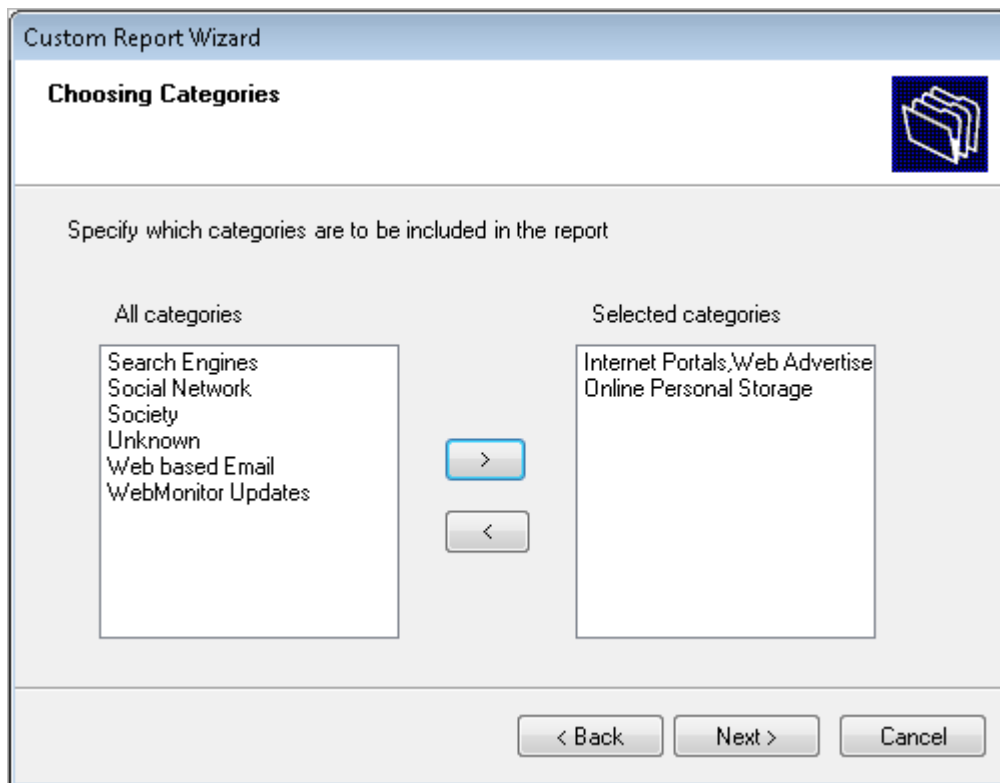 Custom Report Wizard
Choosing Categories
Specify which categories are to be included in the report
All categories
Search Engines
Social Network
Society
Unknown
Web based Email
WebMonitor Updates
>
<
Selected categories
Internet Portals,Web Advertise
Online Personal Storage
< Back
Next >
Cancel